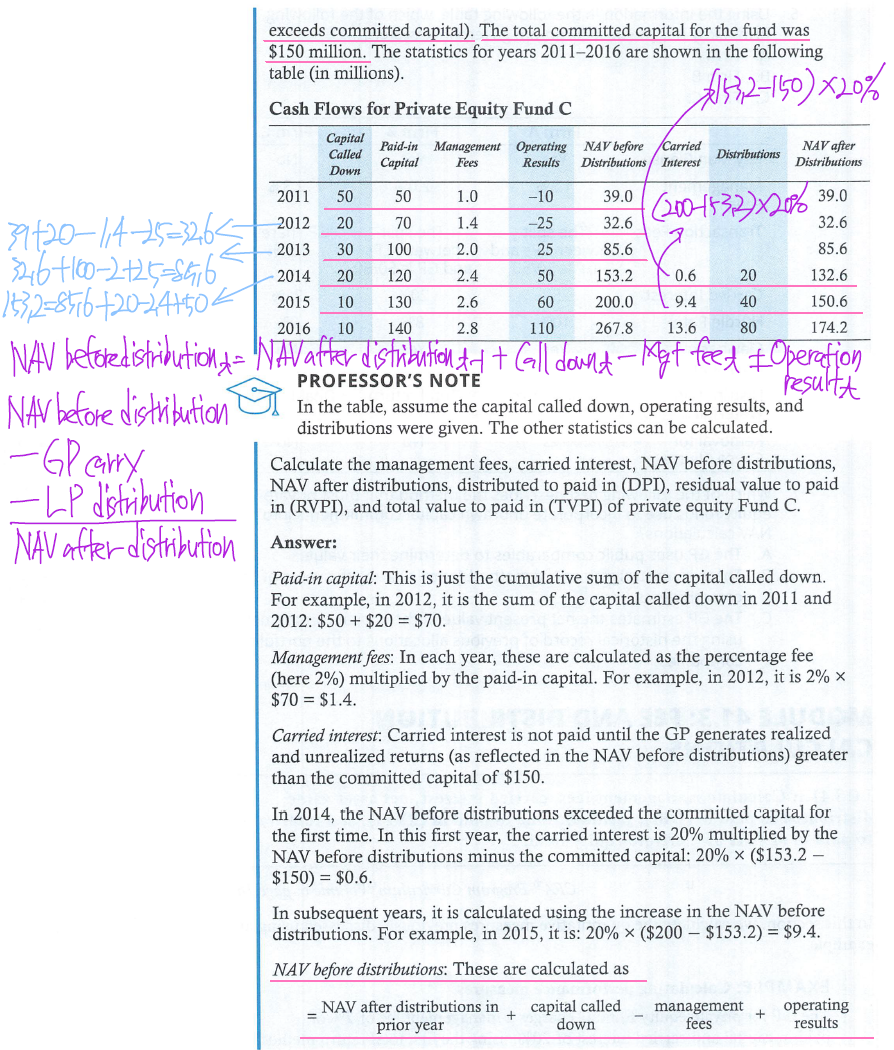 exceeds committed capital). The total committed capital for the fund was
$150 million. The statistics for years 2011–2016 are shown in the following
table (in millions).
(153,2-150)×20%
Cash Flows for Private Equity Fund C
Capital Called Down Paid-in Capital Management Fees Operating Results NAV before Distributions Carried Interest Distributions NAV after Distributions
2011 50 50 1.0 –10 39.0 39.0
(200-153,2)×20%
39+20-1,4-25=32,6
2012 20 70 1.4 –25 32.6 32.6
32,6+100-2+25=85,6
2013 30 100 2.0 25 85.6 85.6
153,2=85,6+20-2,4+50
2014 20 120 2.4 50 153.2 0.6 20 132.6
2015 10 130 2.6 60 200.0 9.4 40 150.6
2016 10 140 2.8 110 267.8 13.6 80 174.2
NAV before distribution t = NAV after distribution t-1 + Call down t - Mgt fee t ± Operation result t
PROFESSOR'S NOTE
In the table, assume the capital called down, operating results, and
distributions were given. The other statistics can be calculated.
NAV before distribution
- GP carry
- LP distribution
NAV after distribution
Calculate the management fees, carried interest, NAV before distributions,
NAV after distributions, distributed to paid in (DPI), residual value to paid
in (RVPI), and total value to paid in (TVPI) of private equity Fund C.
Answer:
Paid-in capital: This is just the cumulative sum of the capital called down.
For example, in 2012, it is the sum of the capital called down in 2011 and
2012: $50 + $20 = $70.
Management fees: In each year, these are calculated as the percentage fee
(here 2%) multiplied by the paid-in capital. For example, in 2012, it is 2% ×
$70 = $1.4.
Carried interest: Carried interest is not paid until the GP generates realized
and unrealized returns (as reflected in the NAV before distributions) greater
than the committed capital of $150.
In 2014, the NAV before distributions exceeded the committed capital for
the first time. In this first year, the carried interest is 20% multiplied by the
NAV before distributions minus the committed capital: 20% × ($153.2 –
$150) = $0.6.
In subsequent years, it is calculated using the increase in the NAV before
distributions. For example, in 2015, it is: 20% × ($200 – $153.2) = $9.4.
NAV before distributions: These are calculated as
= NAV after distributions in prior year + capital called down – management fees + operating results